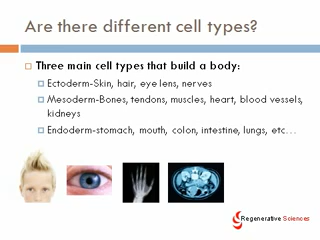 Are there different cell types?
Three main cell types that build a body:
Ectoderm-Skin, hair, eye lens, nerves
Mesoderm-Bones, tendons, muscles, heart, blood vessels,
kidneys
Endoderm-stomach, mouth, colon, intestine, lungs, etc…
Regenerative Sciences